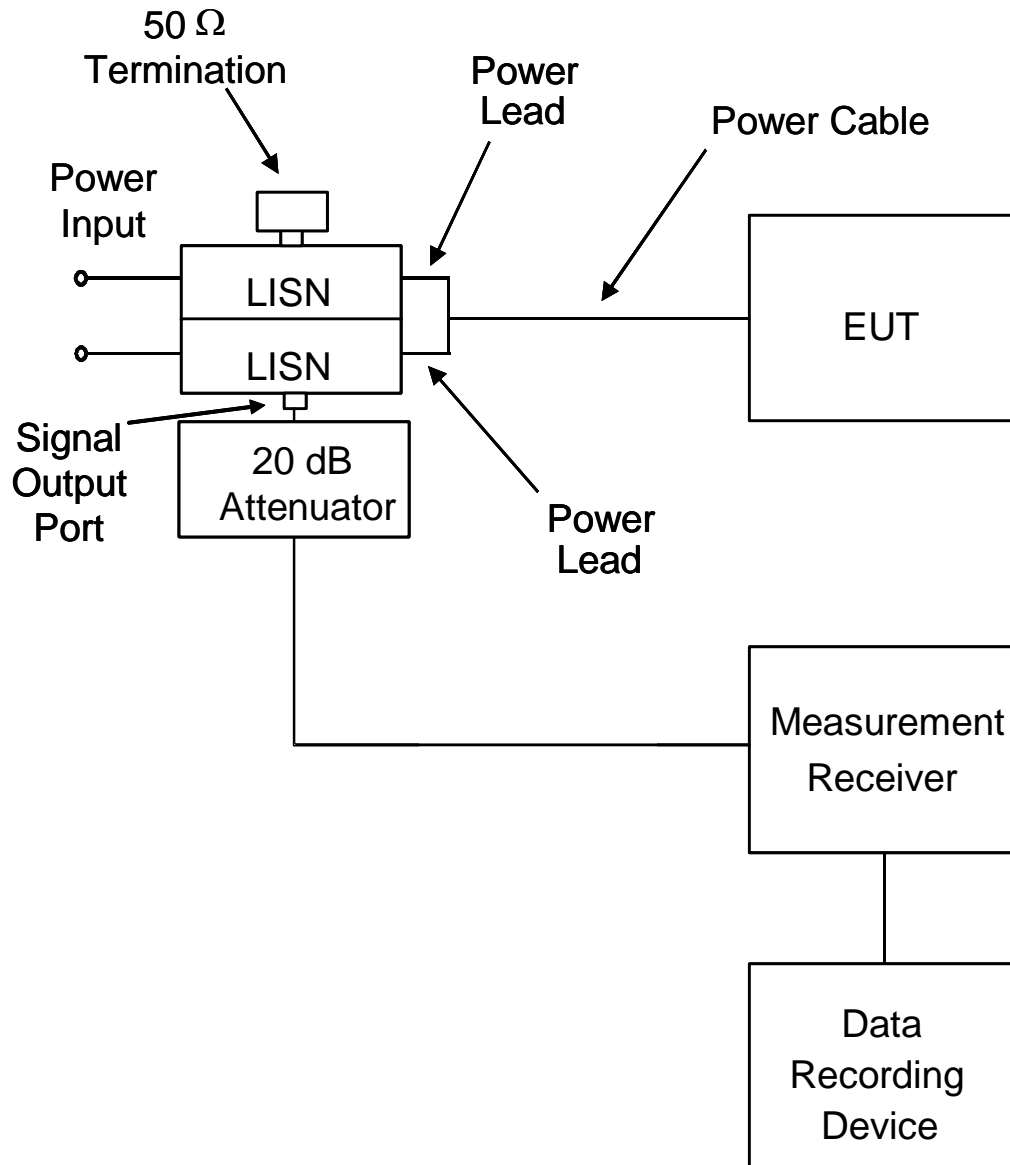 50 Ω
Termination
Power
Lead
Power Cable
Power
Input
LISN
LISN
EUT
Signal
Output
Port
20 dB
Attenuator
Power
Lead
Measurement
Receiver
Data
Recording
Device